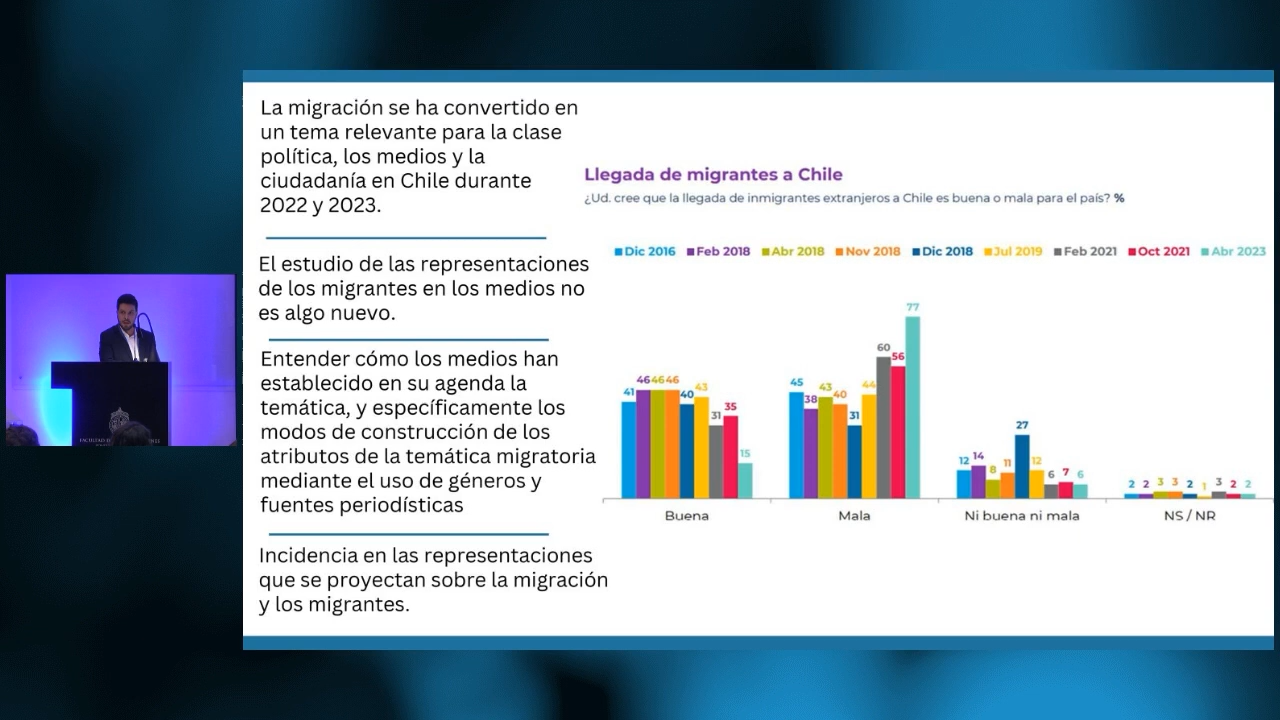 La migración se ha convertido en
un tema relevante para la clase
política, los medios y la
ciudadanía en Chile durante
2022 y 2023.
El estudio de las representaciones
de los migrantes en los medios no
es algo nuevo.
Entender cómo los medios han
establecido en su agenda la
temática, y específicamente los
modos de construcción de los
atributos de la temática migratoria
mediante el uso de géneros y
fuentes periodísticas
Incidencia en las representaciones
que se proyectan sobre la migración
y los migrantes.
Llegada de migrantes a Chile
¿Ud. cree que la llegada de inmigrantes extranjeros a Chile es buena o mala para el país? %
Dic 2016 Feb 2018 Abr 2018 Nov 2018 Dic 2018 Jul 2019 Feb 2021 Oct 2021 Abr 2023
41 46 46 46 40 43 31 35 15
45 38 43 40 31 44 60 56 77
12 14 8 11 27 12 6 7 6
2 2 3 3 2 1 3 2 2
Buena Mala Ni buena ni mala NS / NR